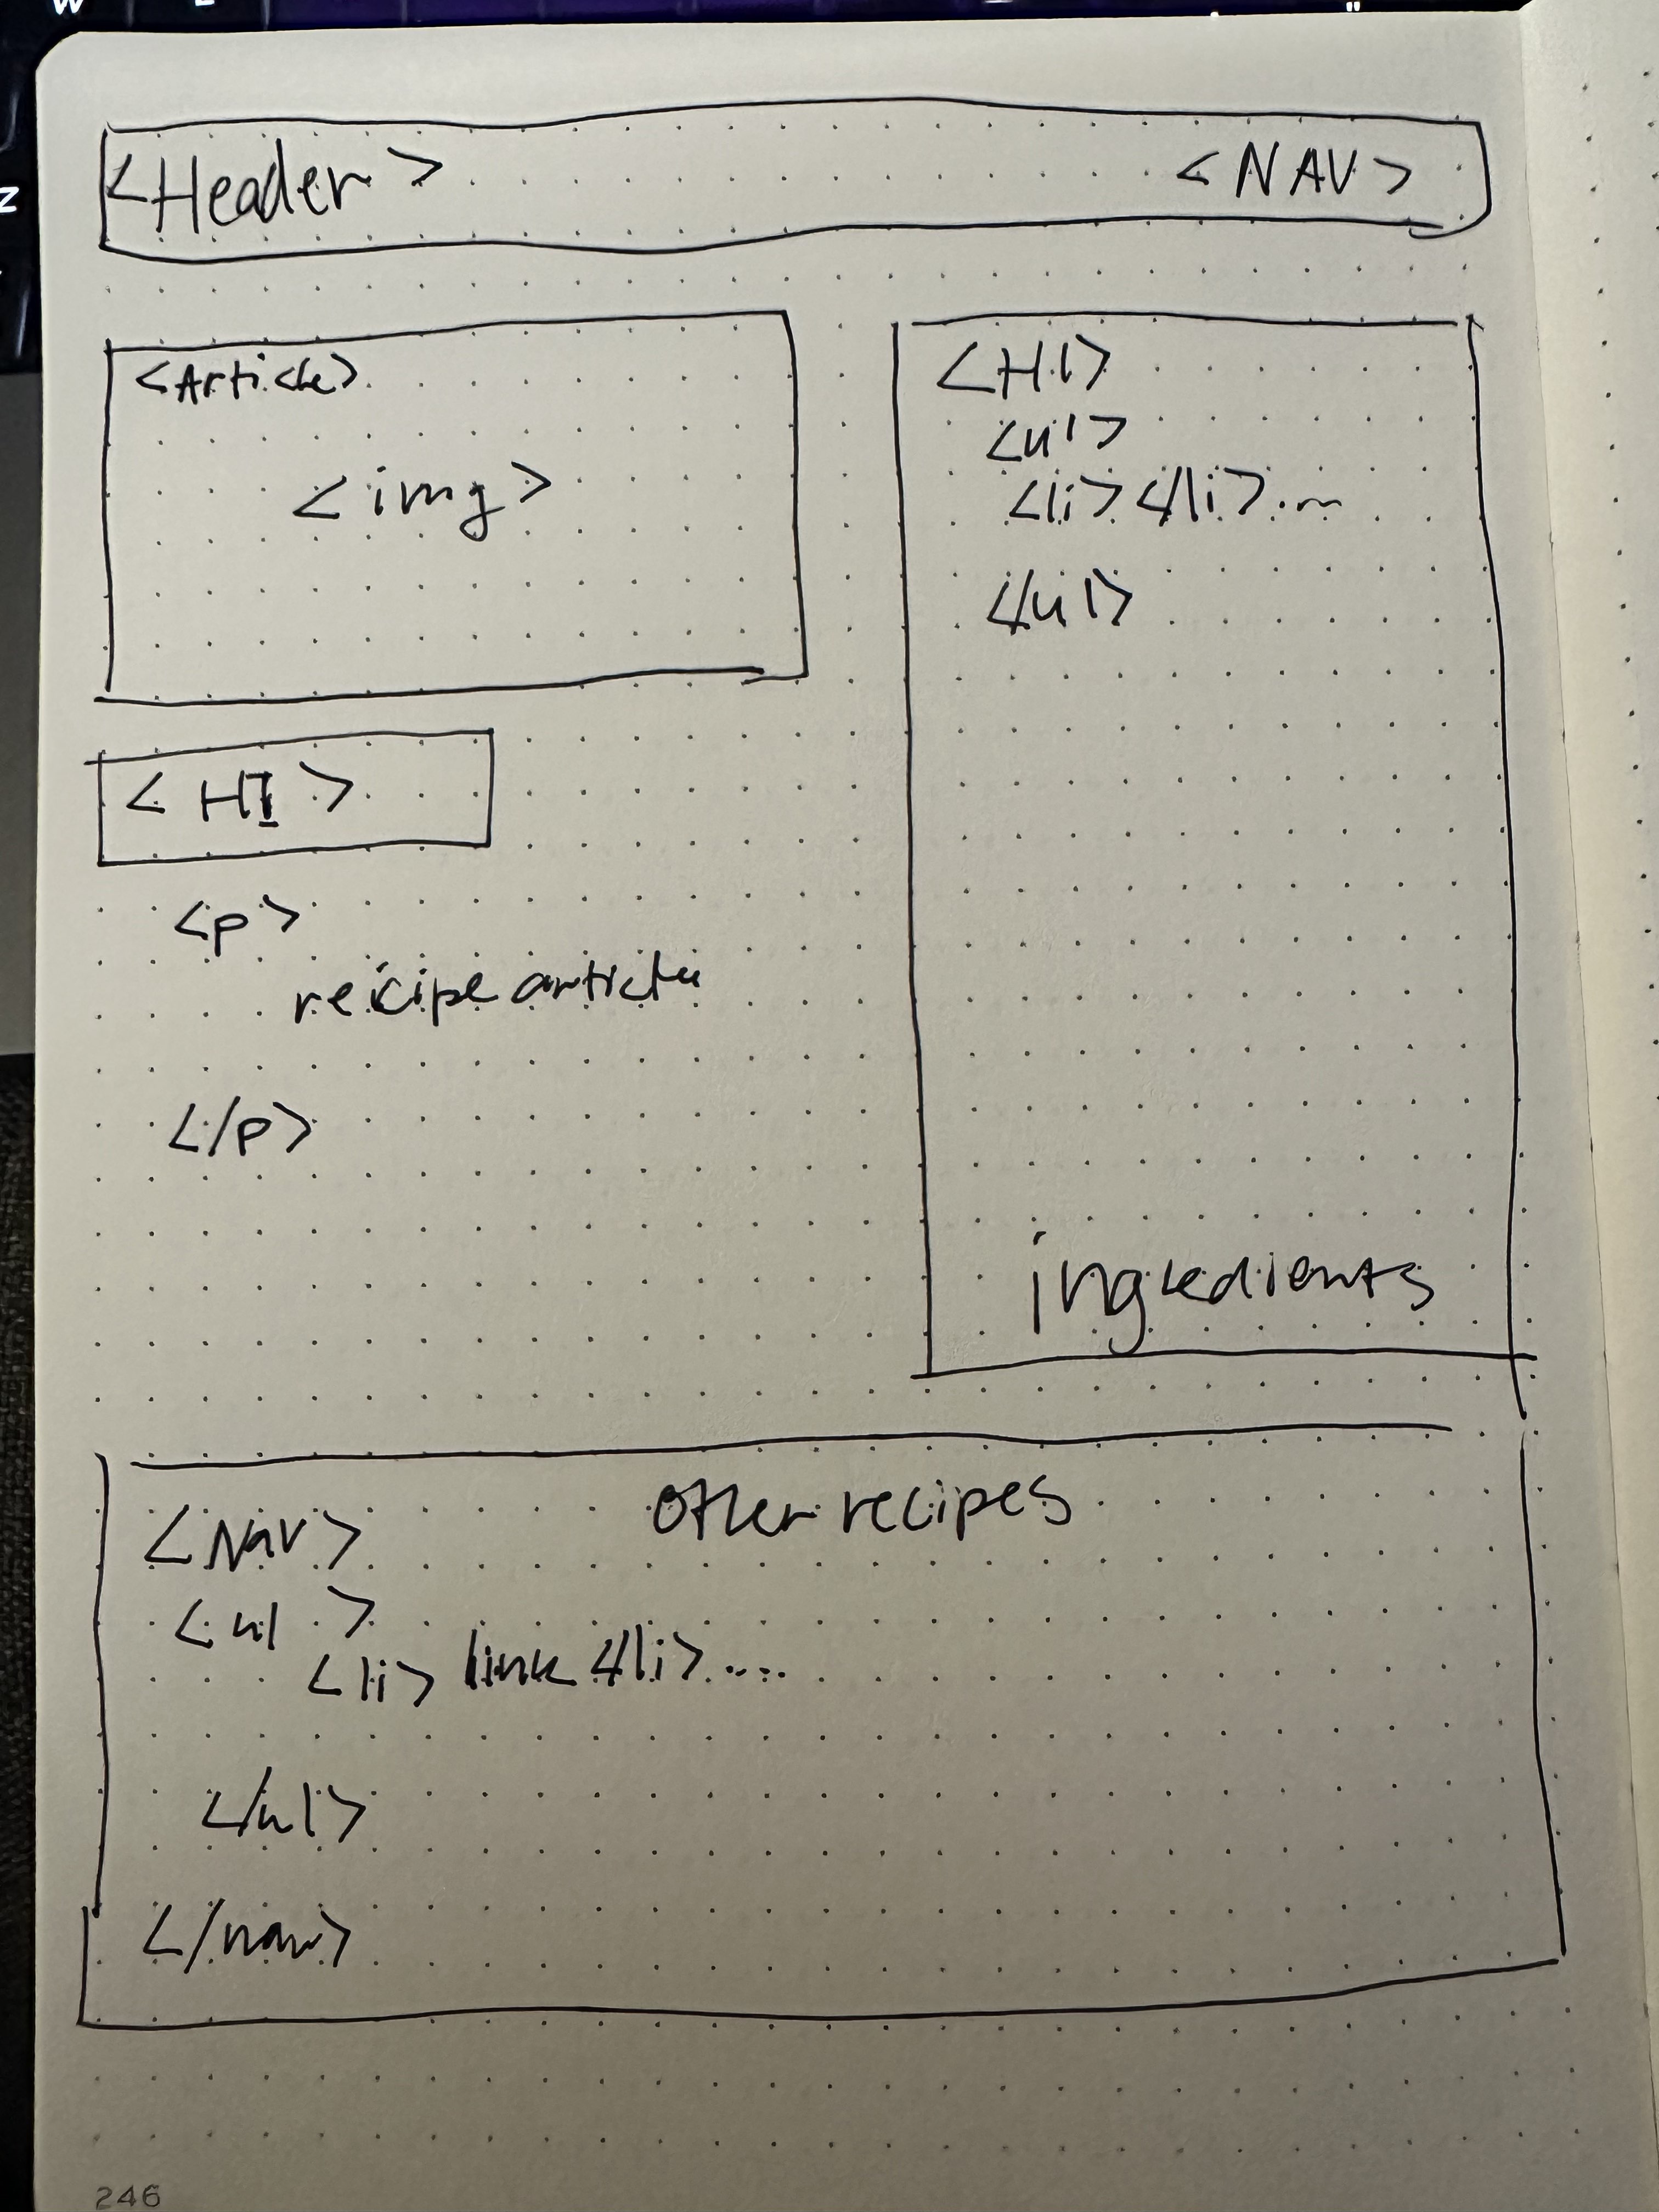 W
Z
<Header>
<NAV>
<Article>
<img>
<H1>
<p>
recipe article
</p>
<H1>
<ul>
<li></li>...
</ul>
ingredients
other recipes
<Nav>
<ul>
<li> link </li>....
</ul>
</nav>
246